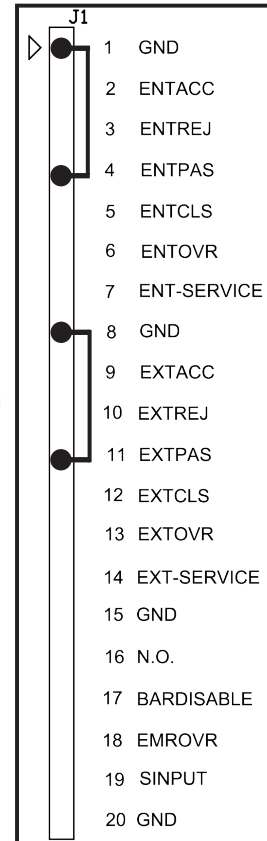 J1
1 GND
2 ENTACC
3 ENTREJ
4 ENTPAS
5 ENTCLS
6 ENTOVR
7 ENT-SERVICE
8 GND
9 EXTACC
10 EXTREJ
11 EXTPAS
12 EXTCLS
13 EXTOVR
14 EXT-SERVICE
15 GND
16 N.O.
17 BARDISABLE
18 EMROVR
19 SINPUT
20 GND